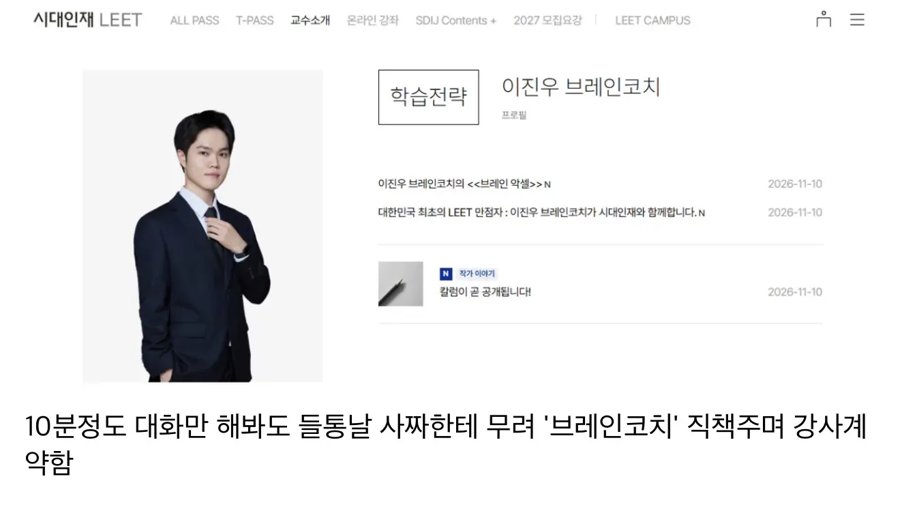 시대인재 LEET ALL PASS T-PASS 교수소개 온라인 강좌 SDIJ Contents + 2027 모집요강 LEET CAMPUS
학습전략
이진우 브레인코치
프로필
이진우 브레인코치의 <<브레인 악셀>> N 2026-11-10
대한민국 최초의 LEET 만점자 : 이진우 브레인코치가 시대인재와 함께합니다. N 2026-11-10
N 작가 이야기
칼럼이 곧 공개됩니다! 2026-11-10
10분정도 대화만 해봐도 들통날 사짜한테 무려 '브레인코치' 직책주며 강사계
약함